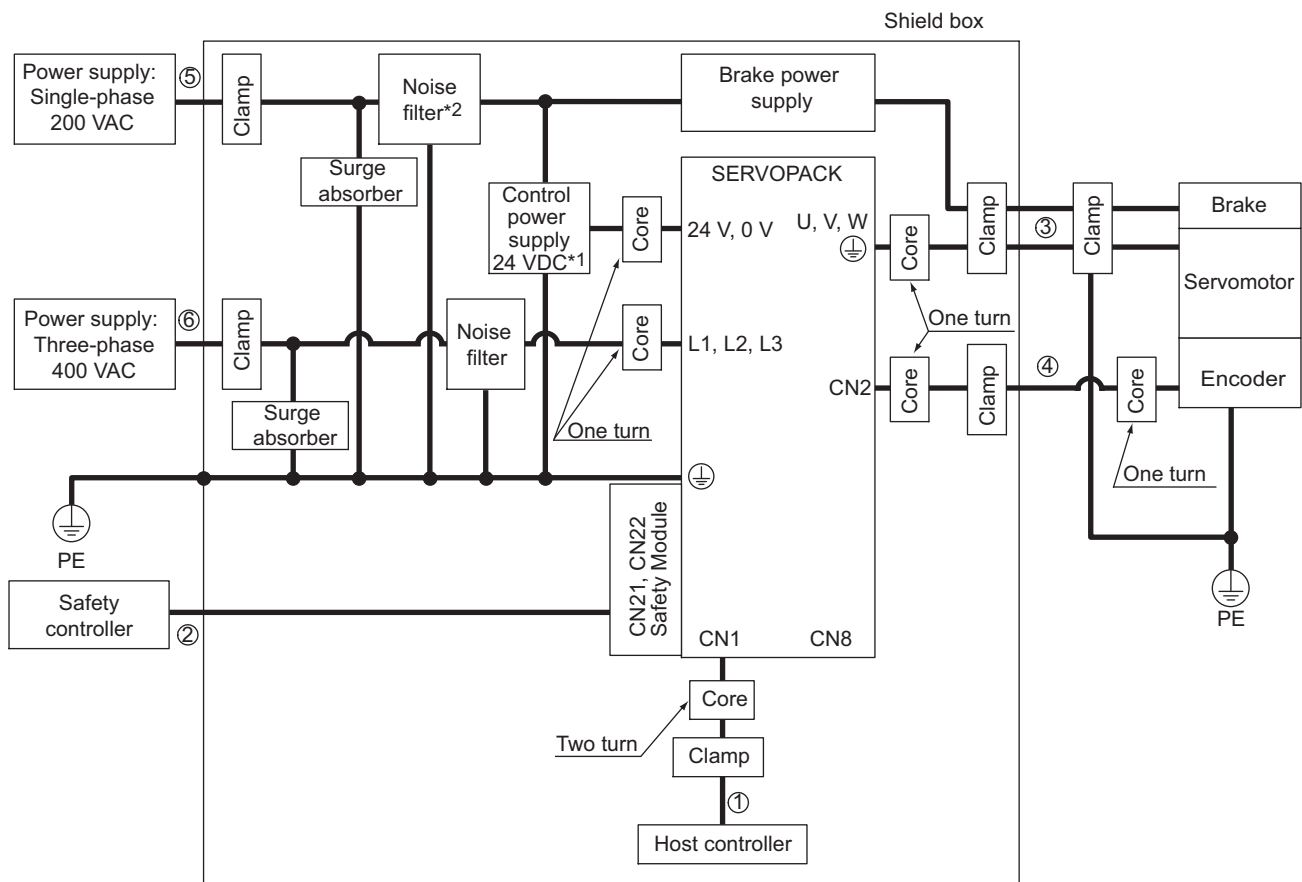 Shield box
Power supply:
Single-phase
200 VAC
⑤
Clamp
Noise
filter*2
Brake power
supply
Surge
absorber
Control
power
supply
24 VDC*1
Core
SERVOPACK
24 V, 0 V
U, V, W
Core
Clamp
③
Clamp
Brake
Servomotor
Encoder
Power supply:
Three-phase
400 VAC
⑥
Clamp
Noise
filter
Core
L1, L2, L3
One turn
CN2
Core
Clamp
④
Core
Surge
absorber
One turn
One turn
PE
CN21, CN22
Safety Module
PE
Safety
controller
②
CN1
CN8
Core
Two turn
Clamp
①
Host controller